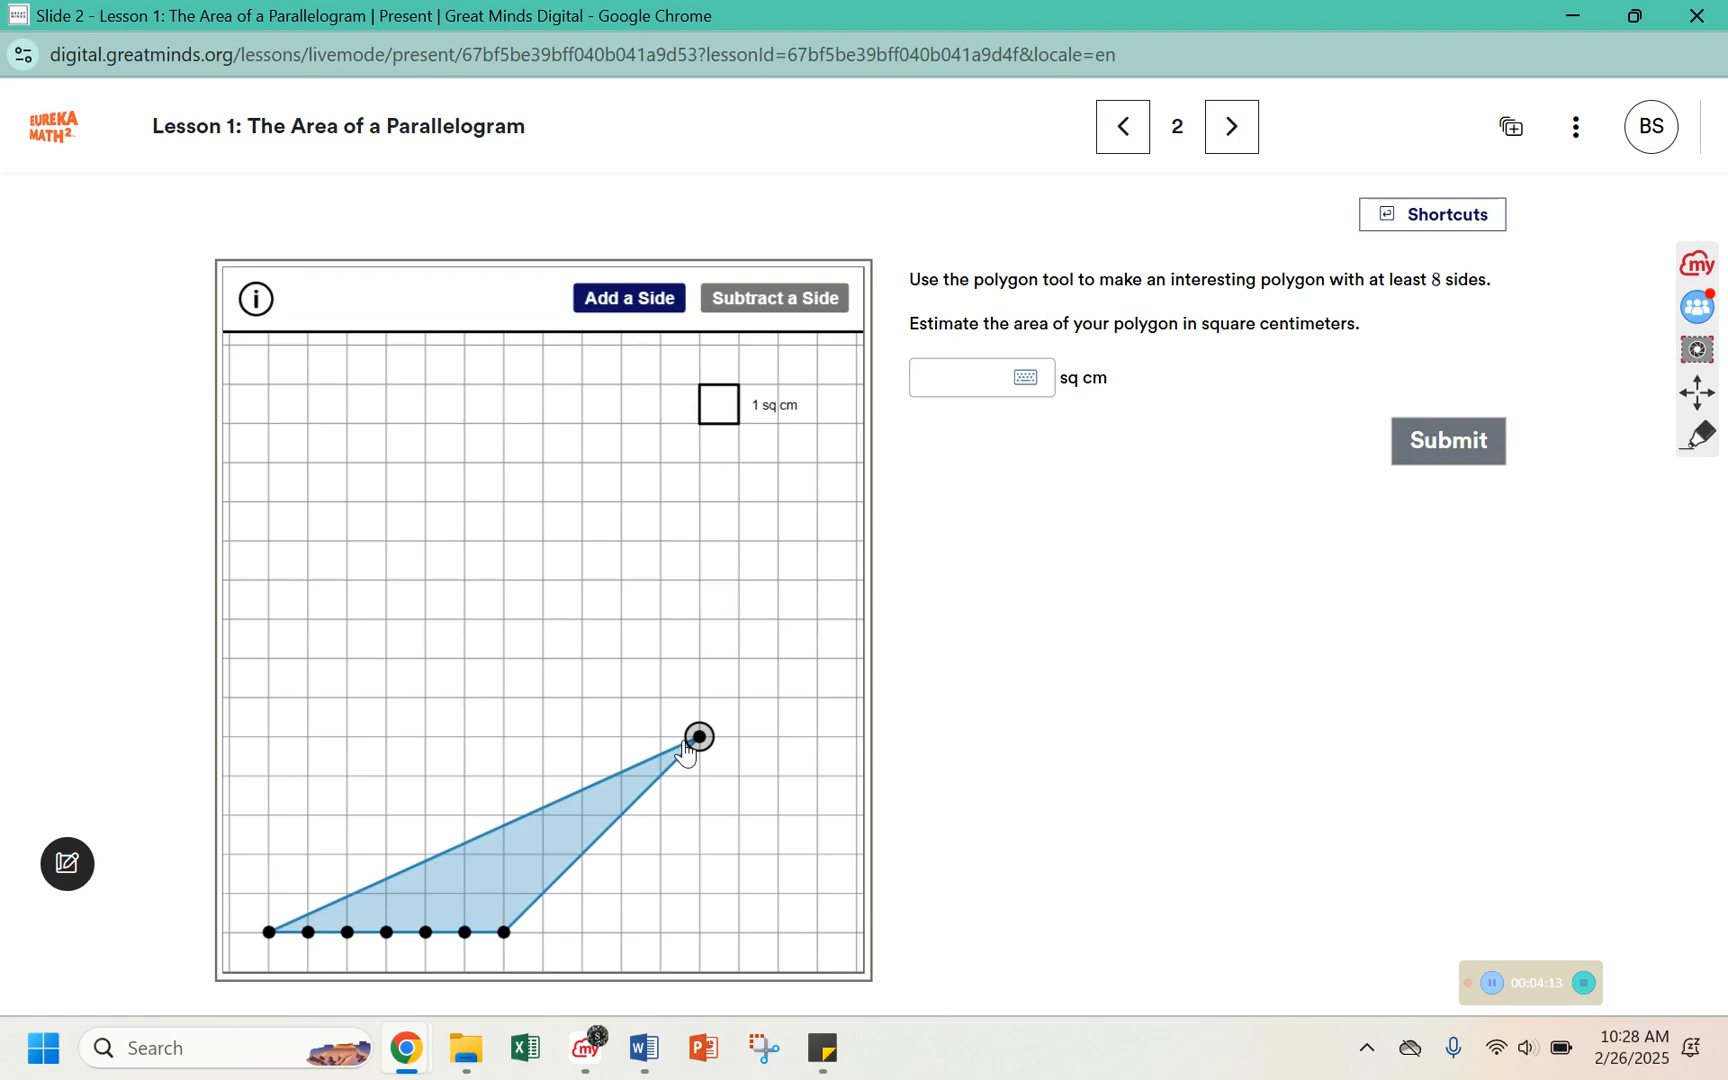 Slide 2 - Lesson 1: The Area of a Parallelogram | Present | Great Minds Digital - Google Chrome
digital.greatminds.org/lessons/livemode/present/67bf5be39bff040b041a9d53?lessonId=67bf5be39bff040b041a9d4f&locale=en
EUREKA
MATH²
Lesson 1: The Area of a Parallelogram
2
BS
Shortcuts
i
Add a Side
Subtract a Side
1 sq cm
Use the polygon tool to make an interesting polygon with at least 8 sides.
Estimate the area of your polygon in square centimeters.
sq cm
Submit
my
00:04:13
Search
my
S
10:28 AM
2/26/2025